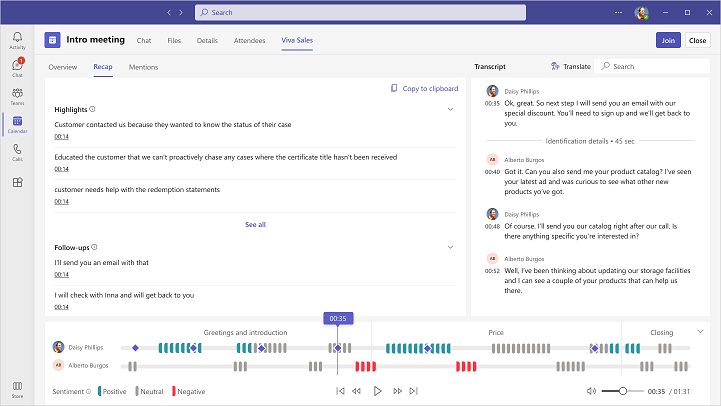 Search
Activity
Chat
1
Teams
Calendar
Calls
Store
Intro meeting
Chat
Files
Details
Attendees
Viva Sales
Join
Close
Overview
Recap
Mentions
Copy to clipboard
Highlights
Customer contacted us because they wanted to know the status of their case
00:14
Educated the customer that we can't proactively chase any cases where the certificate title hasn't been received
00:14
customer needs help with the redemption statements
00:14
See all
Follow-ups
I'll send you an email with that
00:14
I will check with Inna and will get back to you
00:14
Transcript
Translate
Search
Daisy Phillips
00:35
Ok, great. So next step I will send you an email with our
special discount. You'll need to sign up and we'll get back to
you.
Identification details • 45 sec
AB
Alberto Burgos
00:40
Got it. Can you also send me your product catalog? I've seen
your latest ad and was curious to see what other new
products yo've got.
Daisy Phillips
00:48
Of course. I'll send you our catalog right after our call. Is
there anything specific you're interested in?
AB
Alberto Burgos
00:52
Well, I've been thinking about updating our storage facilities
and I can see a couple of your products that can help us
there.
00:35
Greetings and introduction
Price
Closing
Daisy Phillips
AB
Alberto Burgos
Sentiment
Positive
Neutral
Negative
00:35 / 01:31